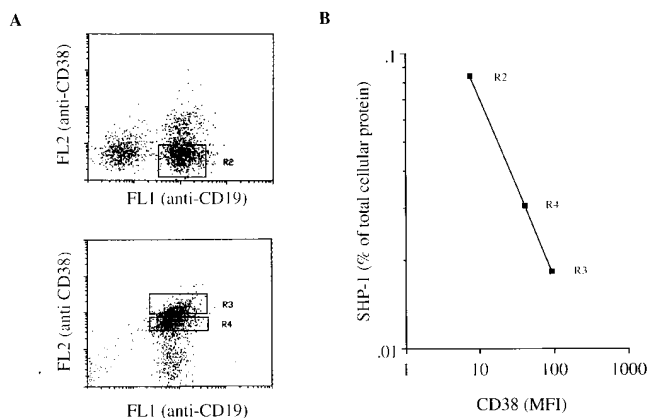 A
FL2 (anti-CD38)
R2
FL1 (anti-CD19)
FL2 (anti CD38)
R3
R4
FL1 (anti-CD19)
B
SHP-1 (% of total cellular protein)
.1
.01
R2
R4
R3
1
10
100
1000
CD38 (MFI)